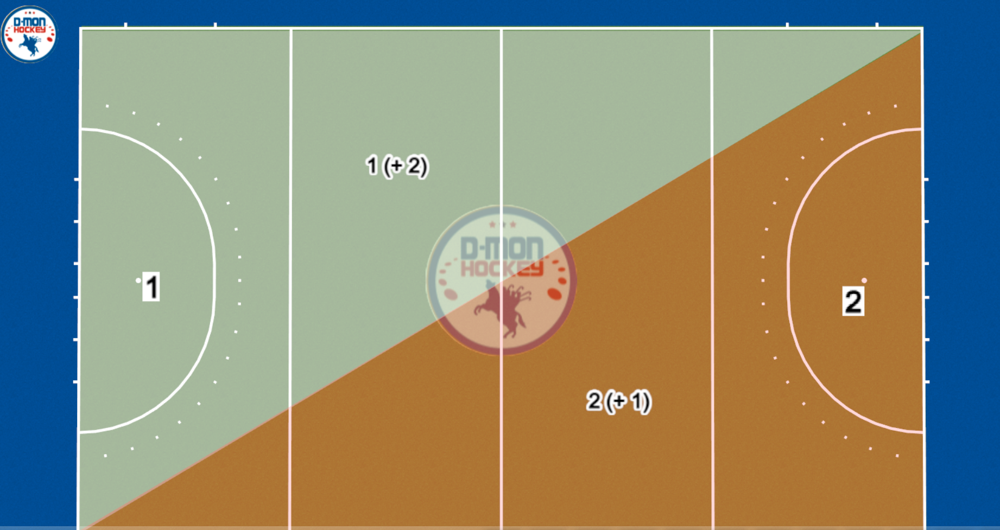 D-MON
HOCKEY
1 (+ 2)
D-MON
HOCKEY
1
2
2 (+ 1)